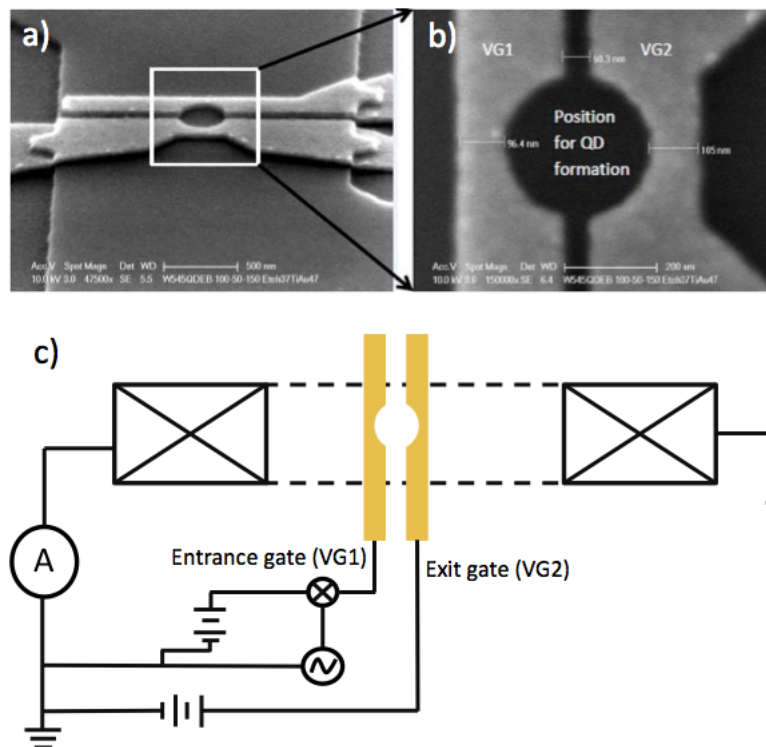 a)
Acc.V Spot Magn Det WD 500 nm
10.0 kV 3.0 47500x SE 5.5 W545QDEB 100-50-150 Etch37TiAu47
b)
VG1 VG2
60.3 nm
Position
for QD
formation
96.4 nm
105 nm
Acc.V Spot Magn Det WD 200 nm
10.0 kV 3.0 150000x SE 6.4 W545QDEB 100-50-150 Etch37TiAu47
c)
A
Entrance gate (VG1)
Exit gate (VG2)